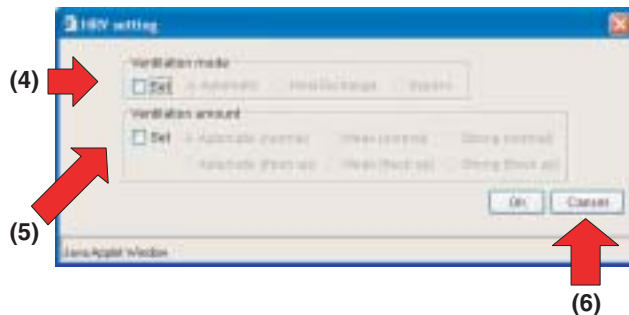 HRV setting
Ventilation mode
(4)
Set Automatic Heat Exchange Bypass
Ventilation amount
Set Automatic (normal) Weak (normal) Strong (normal)
Automatic (fresh up) Weak (fresh up) Strong (fresh up)
OK Cancel
(5)
Java Applet Window
(6)